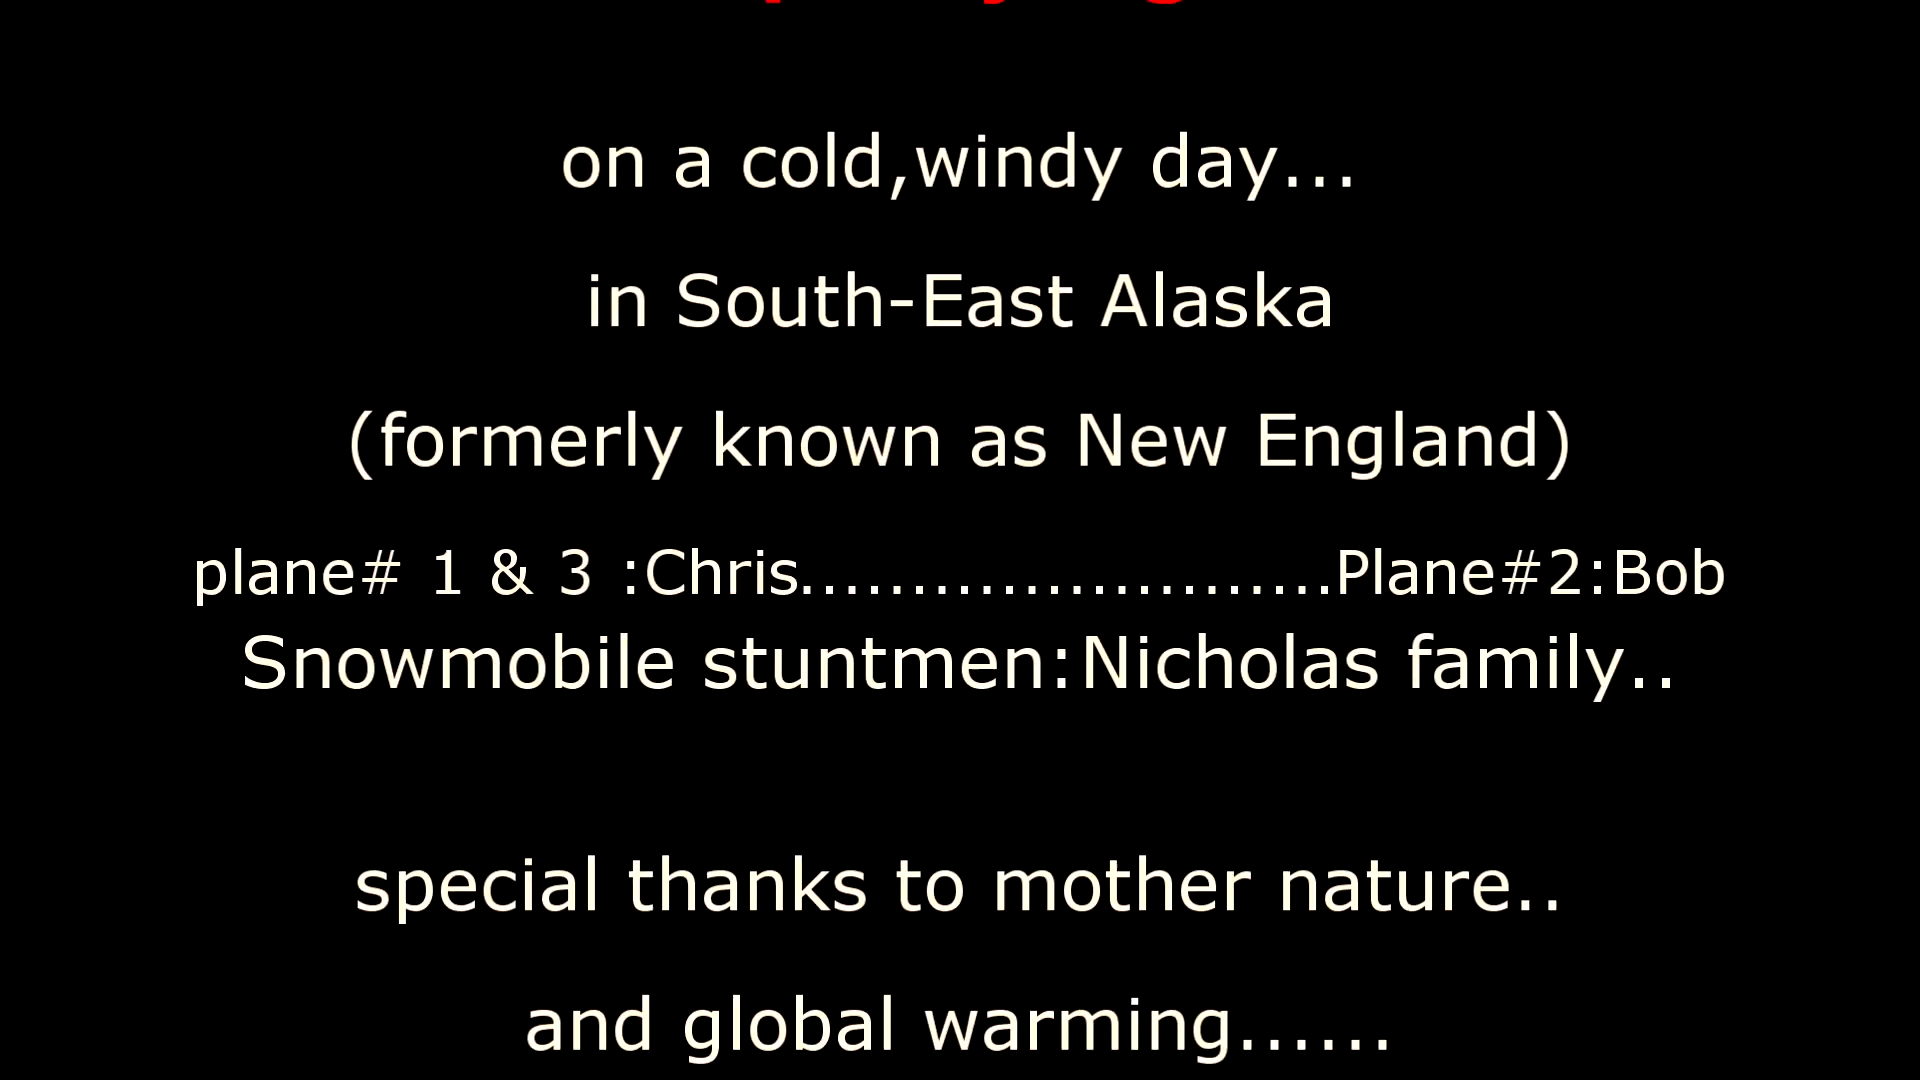 on a cold,windy day...
in South-East Alaska
(formerly known as New England)
plane# 1 & 3 :Chris........................Plane#2:Bob
Snowmobile stuntmen:Nicholas family..
special thanks to mother nature..
and global warming......